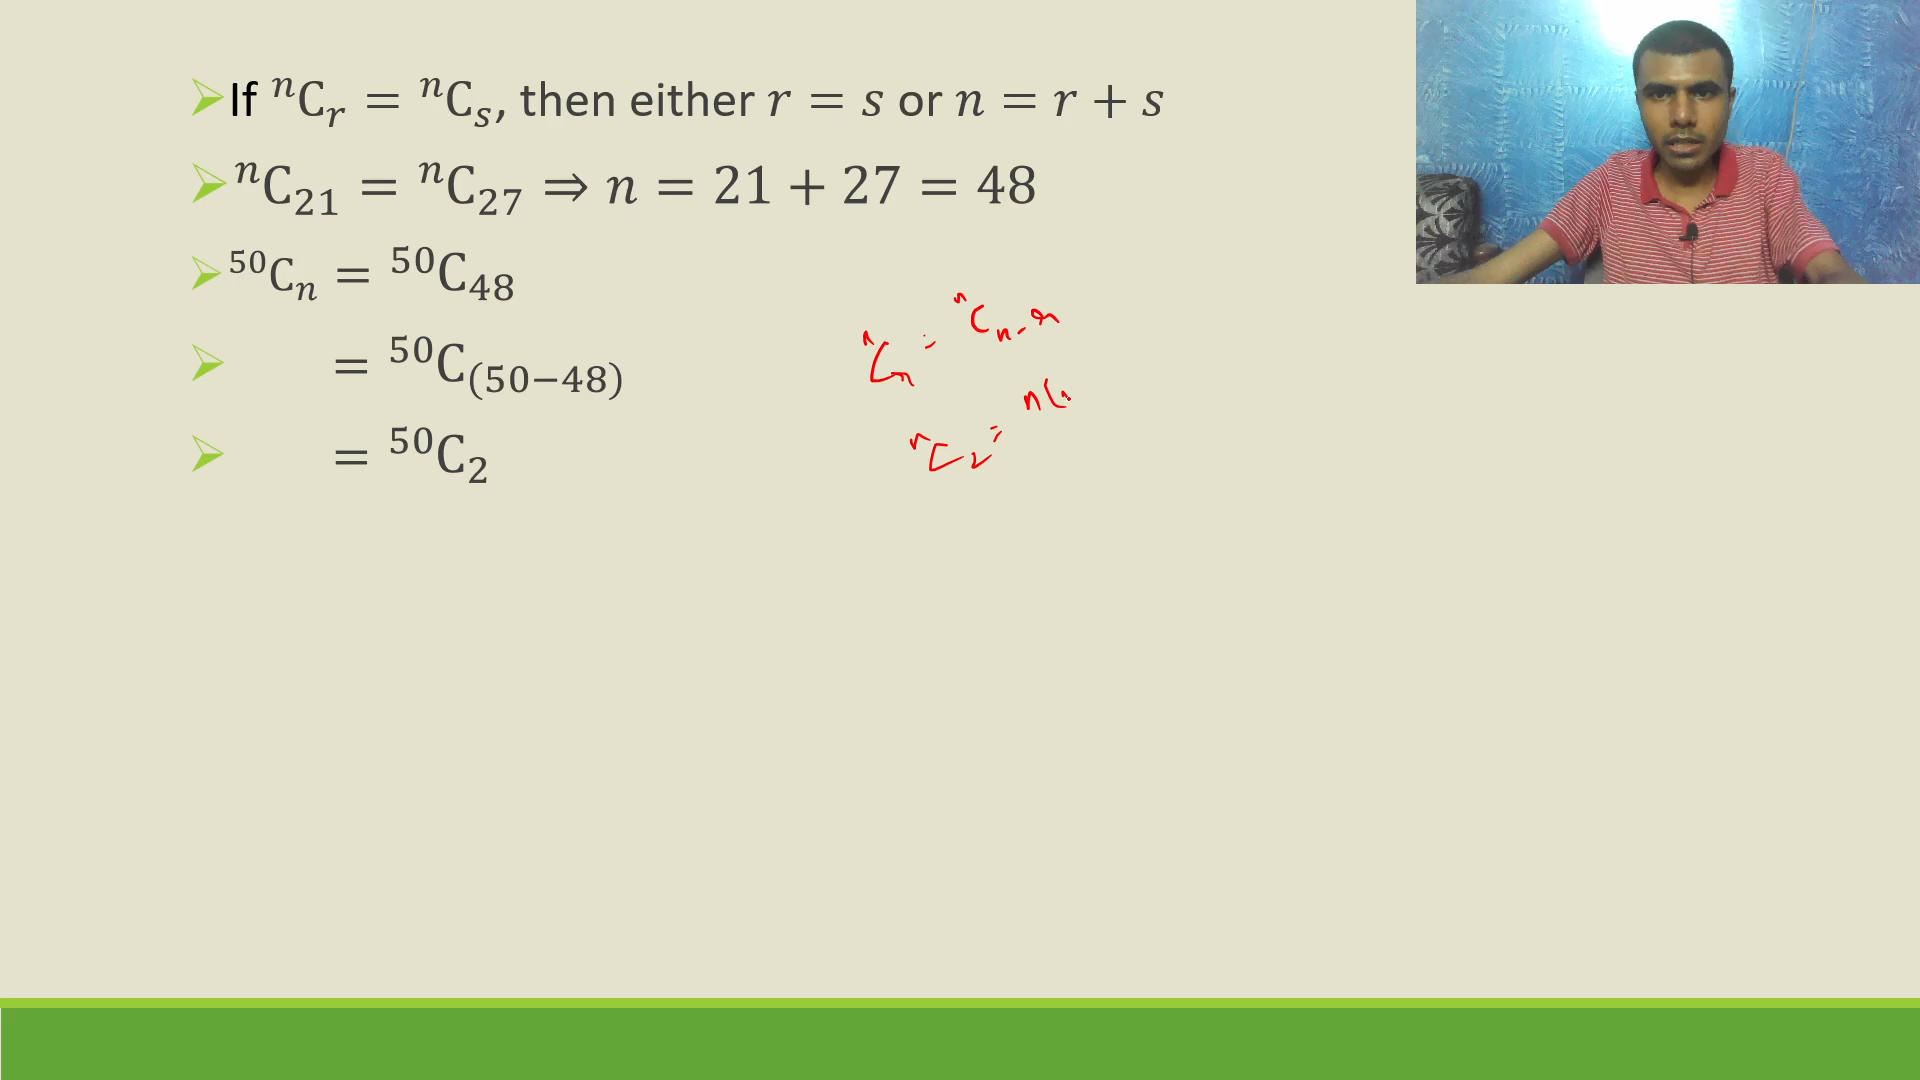 If ⁿCᵣ = ⁿCₛ, then either r = s or n = r + s
ⁿC₂₁ = ⁿC₂₇ ⇒ n = 21 + 27 = 48
⁵⁰Cₙ = ⁵⁰C₄₈
= ⁵⁰C₍₅₀₋₄₈₎
= ⁵⁰C₂
ⁿCᵣ = ⁿCₙ₋ᵣ
ⁿC₂ = n(